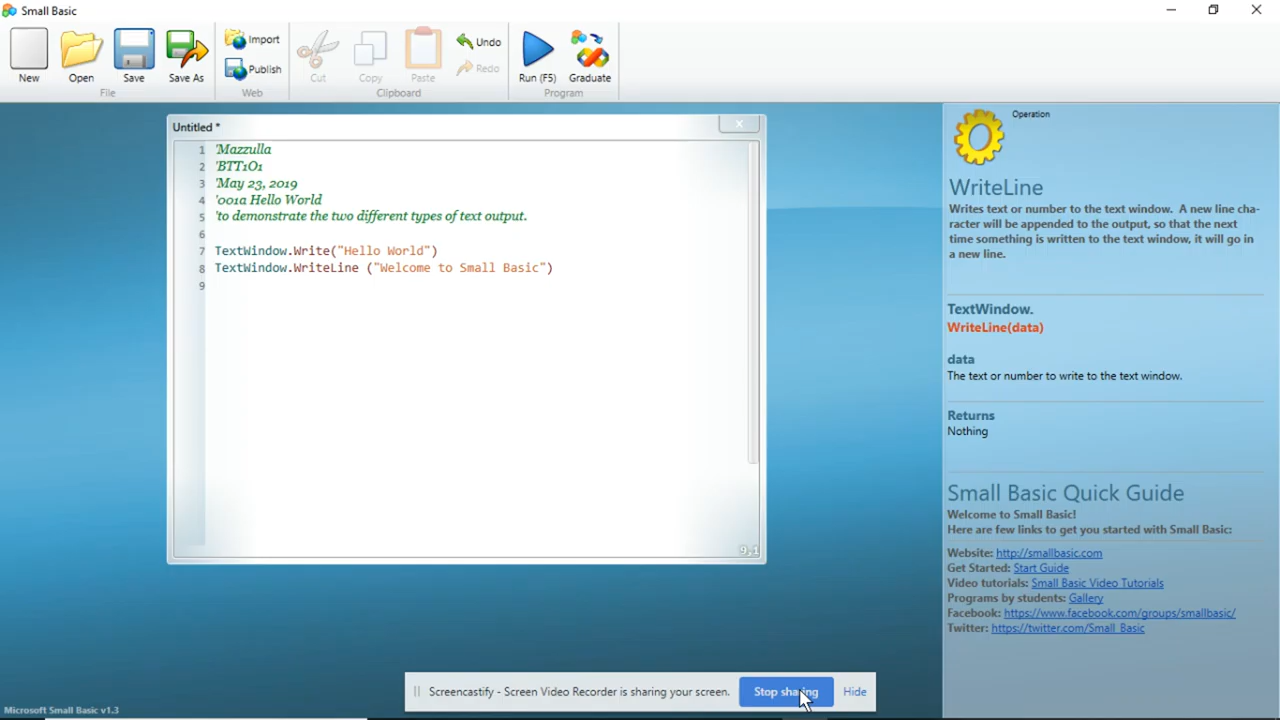 Small Basic
New
Open
Save
Save As
Import
Publish
Cut
Copy
Paste
Undo
Redo
Run (F5)
Graduate
File
Web
Clipboard
Program
Untitled *
1 'Mazzulla
2 'BTT1O1
3 'May 23, 2019
4 '001a Hello World
5 'to demonstrate the two different types of text output.
6
7 TextWindow.Write("Hello World")
8 TextWindow.WriteLine ("Welcome to Small Basic")
9
9,1
Operation
WriteLine
Writes text or number to the text window. A new line cha-
racter will be appended to the output, so that the next
time something is written to the text window, it will go in
a new line.
TextWindow.
WriteLine(data)
data
The text or number to write to the text window.
Returns
Nothing
Small Basic Quick Guide
Welcome to Small Basic!
Here are few links to get you started with Small Basic:
Website: http://smallbasic.com
Get Started: Start Guide
Video tutorials: Small Basic Video Tutorials
Programs by students: Gallery
Facebook: https://www.facebook.com/groups/smallbasic/
Twitter: https://twitter.com/Small_Basic
Screencastify - Screen Video Recorder is sharing your screen.
Stop sharing
Hide
Microsoft Small Basic v1.3